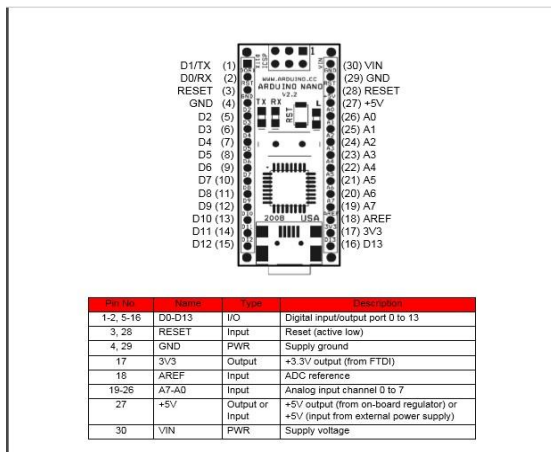 D1/TX (1)
D0/RX (2)
RESET (3)
GND (4)
D2 (5)
D3 (6)
D4 (7)
D5 (8)
D6 (9)
D7 (10)
D8 (11)
D9 (12)
D10 (13)
D11 (14)
D12 (15)
ICSP
1
WWW.ARDUINO.CC
ARDUINO NANO
V2.2
TX RX
RST
L
2008 USA
(30) VIN
(29) GND
(28) RESET
(27) +5V
(26) A0
(25) A1
(24) A2
(23) A3
(22) A4
(21) A5
(20) A6
(19) A7
(18) AREF
(17) 3V3
(16) D13
Pin No Name Type Description
1-2, 5-16 D0-D13 I/O Digital input/output port 0 to 13
3, 28 RESET Input Reset (active low)
4, 29 GND PWR Supply ground
17 3V3 Output +3.3V output (from FTDI)
18 AREF Input ADC reference
19-26 A7-A0 Input Analog input channel 0 to 7
27 +5V Output or +5V output (from on-board regulator) or
Input +5V (input from external power supply)
30 VIN PWR Supply voltage